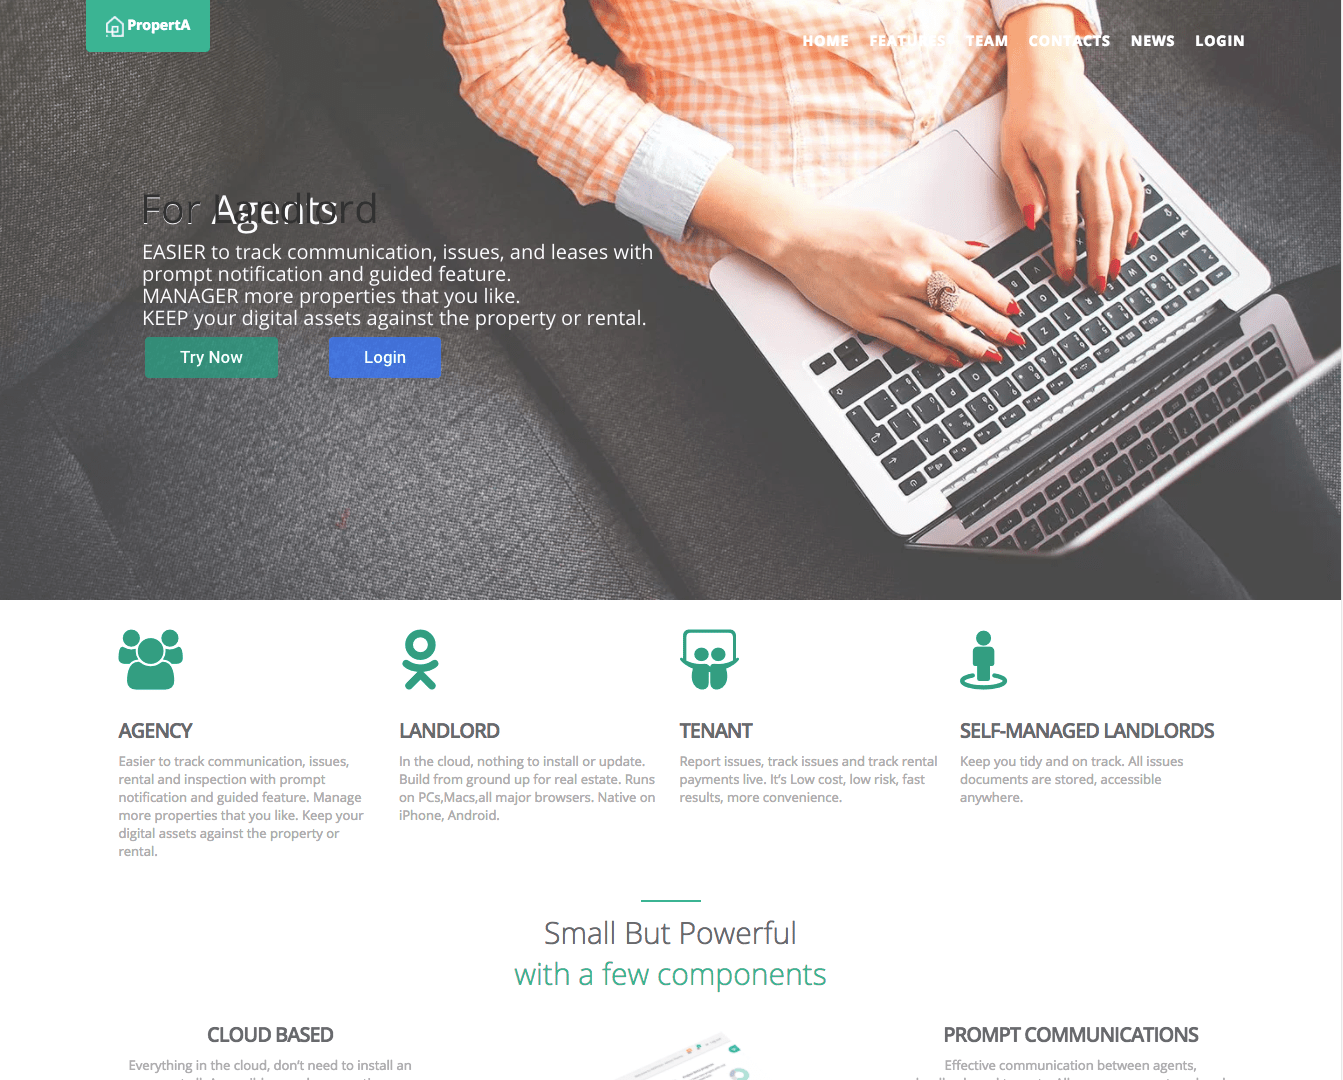 PropertA
HOME FEATURES TEAM CONTACTS NEWS LOGIN
For Agents
EASIER to track communication, issues, and leases with
prompt notification and guided feature.
MANAGER more properties that you like.
KEEP your digital assets against the property or rental.
Try Now Login
AGENCY
Easier to track communication, issues,
rental and inspection with prompt
notification and guided feature. Manage
more properties that you like. Keep your
digital assets against the property or
rental.
LANDLORD
In the cloud, nothing to install or update.
Build from ground up for real estate. Runs
on PCs,Macs,all major browsers. Native on
iPhone, Android.
TENANT
Report issues, track issues and track rental
payments live. It’s Low cost, low risk, fast
results, more convenience.
SELF-MANAGED LANDLORDS
Keep you tidy and on track. All issues
documents are stored, accessible
anywhere.
Small But Powerful
with a few components
CLOUD BASED
Everything in the cloud, don’t need to install an
PROMPT COMMUNICATIONS
Effective communication between agents,